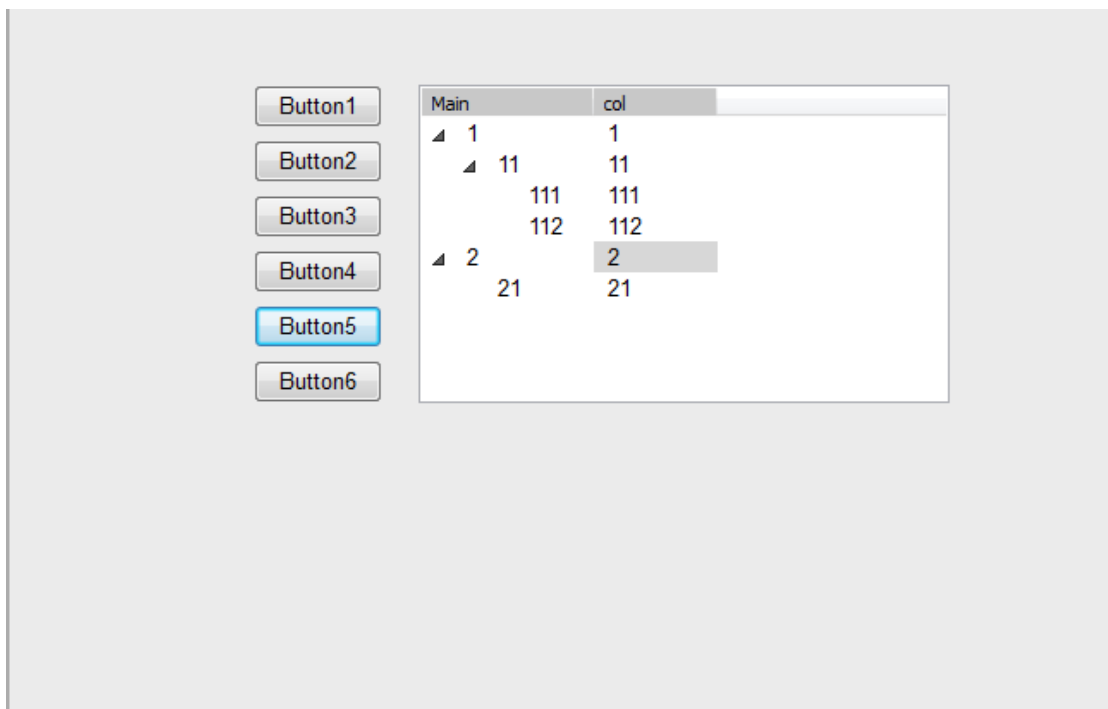 Button1
Button2
Button3
Button4
Button5
Button6
Main col
1 1
11 11
111 111
112 112
2 2
21 21